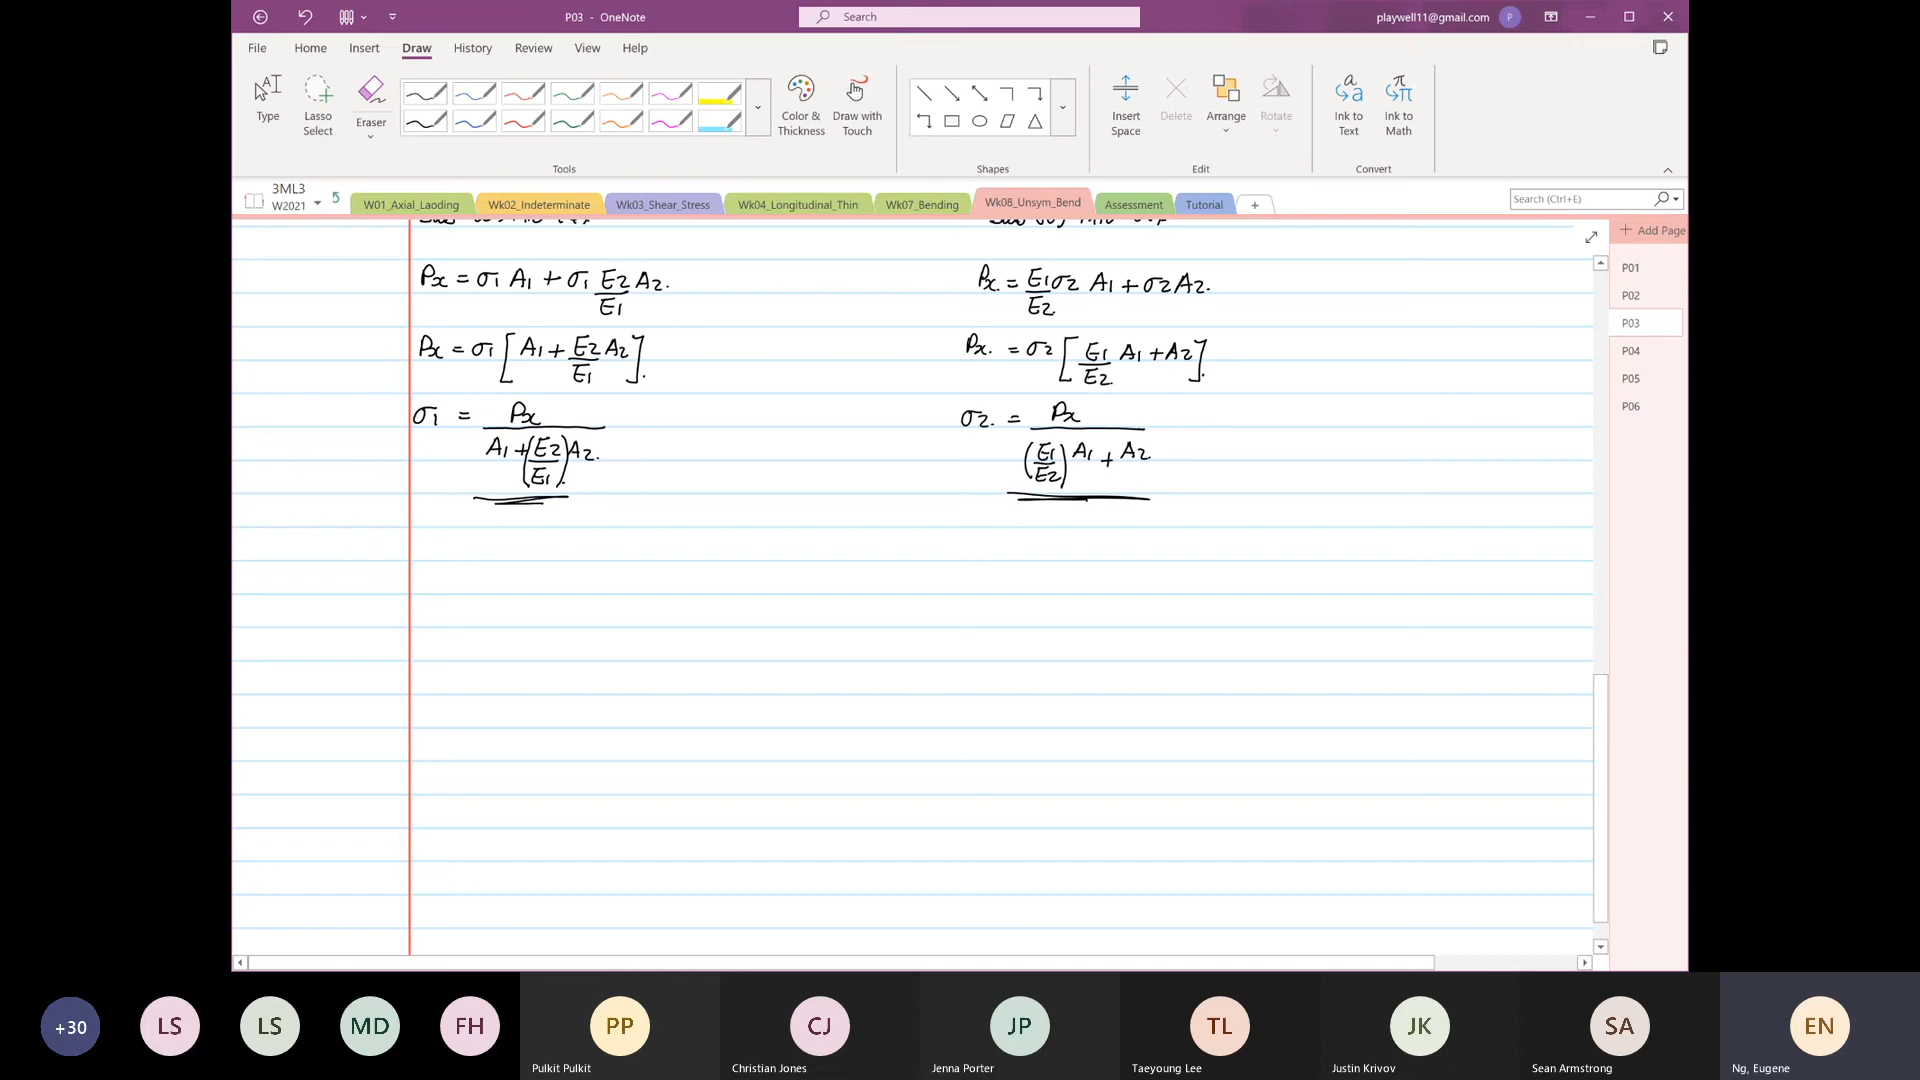 P03 - OneNote
Search
playwell11@gmail.com
P
File Home Insert Draw History Review View Help
Type
Lasso Select
Eraser
Color & Thickness
Draw with Touch
Insert Space
Delete
Arrange
Rotate
Ink to Text
Ink to Math
Tools
Shapes
Edit
Convert
3ML3 W2021
W01_Axial_Laoding
Wk02_Indeterminate
Wk03_Shear_Stress
Wk04_Longitudinal_Thin
Wk07_Bending
Wk08_Unsym_Bend
Assessment
Tutorial
Search (Ctrl+E)
Add Page
P01
P02
P03
P04
P05
P06
Px = σ1 A1 + σ1 E2/E1 A2.
Px = σ1 [A1 + E2/E1 A2].
σ1 = Px / (A1 + (E2/E1) A2.)
Px. = E1/E2 σ2 A1 + σ2 A2.
Px. = σ2 [E1/E2 A1 + A2].
σ2. = Px / ((E1/E2) A1 + A2)
+30
LS
LS
MD
FH
PP
Pulkit Pulkit
CJ
Christian Jones
JP
Jenna Porter
TL
Taeyoung Lee
JK
Justin Krivov
SA
Sean Armstrong
EN
Ng, Eugene